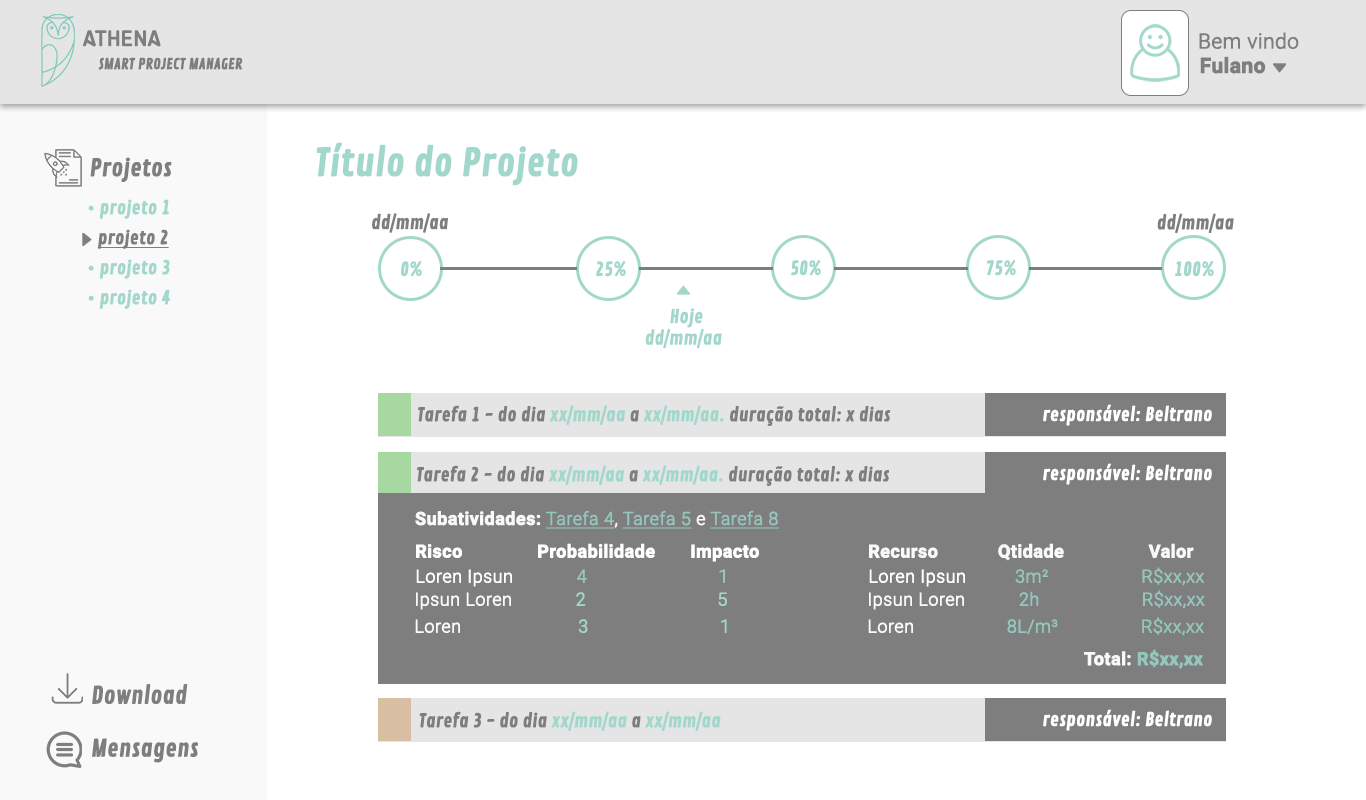 ATHENA
SMART PROJECT MANAGER
Bem vindo
Fulano
Projetos
• projeto 1
projeto 2
• projeto 3
• projeto 4
Download
Mensagens
Título do Projeto
dd/mm/aa dd/mm/aa
0% 25% 50% 75% 100%
Hoje
dd/mm/aa
Tarefa 1 - do dia xx/mm/aa a xx/mm/aa. duração total: x dias responsável: Beltrano
Tarefa 2 - do dia xx/mm/aa a xx/mm/aa. duração total: x dias responsável: Beltrano
Subatividades: Tarefa 4, Tarefa 5 e Tarefa 8
Risco Probabilidade Impacto Recurso Qtidade Valor
Loren Ipsun 4 1 Loren Ipsun 3m² R$xx,xx
Ipsun Loren 2 5 Ipsun Loren 2h R$xx,xx
Loren 3 1 Loren 8L/m³ R$xx,xx
Total: R$xx,xx
Tarefa 3 - do dia xx/mm/aa a xx/mm/aa responsável: Beltrano